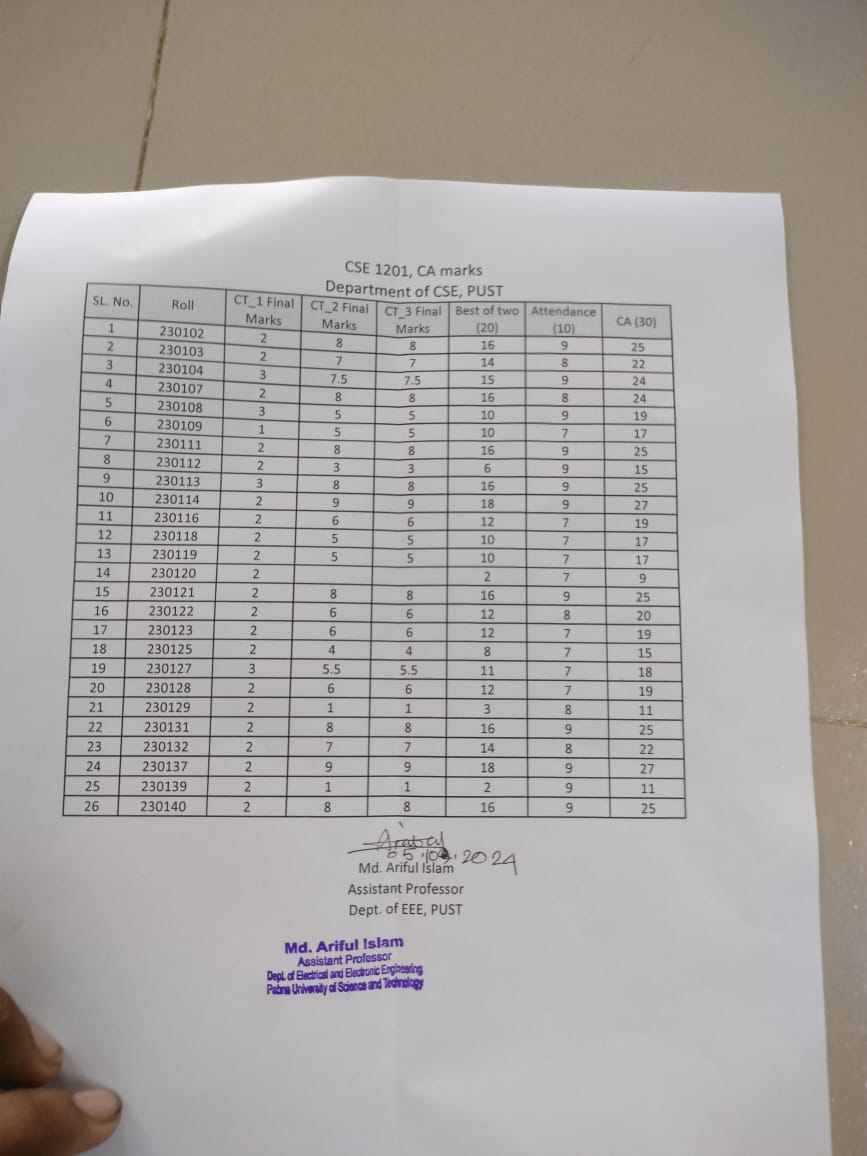 CSE 1201, CA marks
Department of CSE, PUST
SL. No. Roll CT_1 Final Marks CT_2 Final Marks CT_3 Final Marks Best of two (20) Attendance (10) CA (30)
1 230102 2 8 8 16 9 25
2 230103 2 7 7 14 8 22
3 230104 3 7.5 7.5 15 9 24
4 230107 2 8 8 16 8 24
5 230108 3 5 5 10 9 19
6 230109 1 5 5 10 7 17
7 230111 2 8 8 16 9 25
8 230112 2 3 3 6 9 15
9 230113 3 8 8 16 9 25
10 230114 2 9 9 18 9 27
11 230116 2 6 6 12 7 19
12 230118 2 5 5 10 7 17
13 230119 2 5 5 10 7 17
14 230120 2 2 7 9
15 230121 2 8 8 16 9 25
16 230122 2 6 6 12 8 20
17 230123 2 6 6 12 7 19
18 230125 2 4 4 8 7 15
19 230127 3 5.5 5.5 11 7 18
20 230128 2 6 6 12 7 19
21 230129 2 1 1 3 8 11
22 230131 2 8 8 16 9 25
23 230132 2 7 7 14 8 22
24 230137 2 9 9 18 9 27
25 230139 2 1 1 2 9 11
26 230140 2 8 8 16 9 25
Md. Ariful Islam
Assistant Professor
Dept. of EEE, PUST
Md. Ariful Islam
Assistant Professor
Dept. of Electrical and Electronic Engineering
Pabna University of Science and Technology